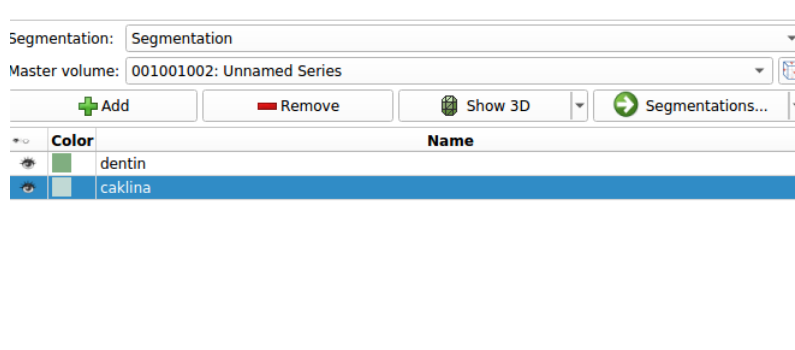 Segmentation: Segmentation
Master volume: 001001002: Unnamed Series
Add Remove Show 3D Segmentations...
Color Name
dentin
caklina